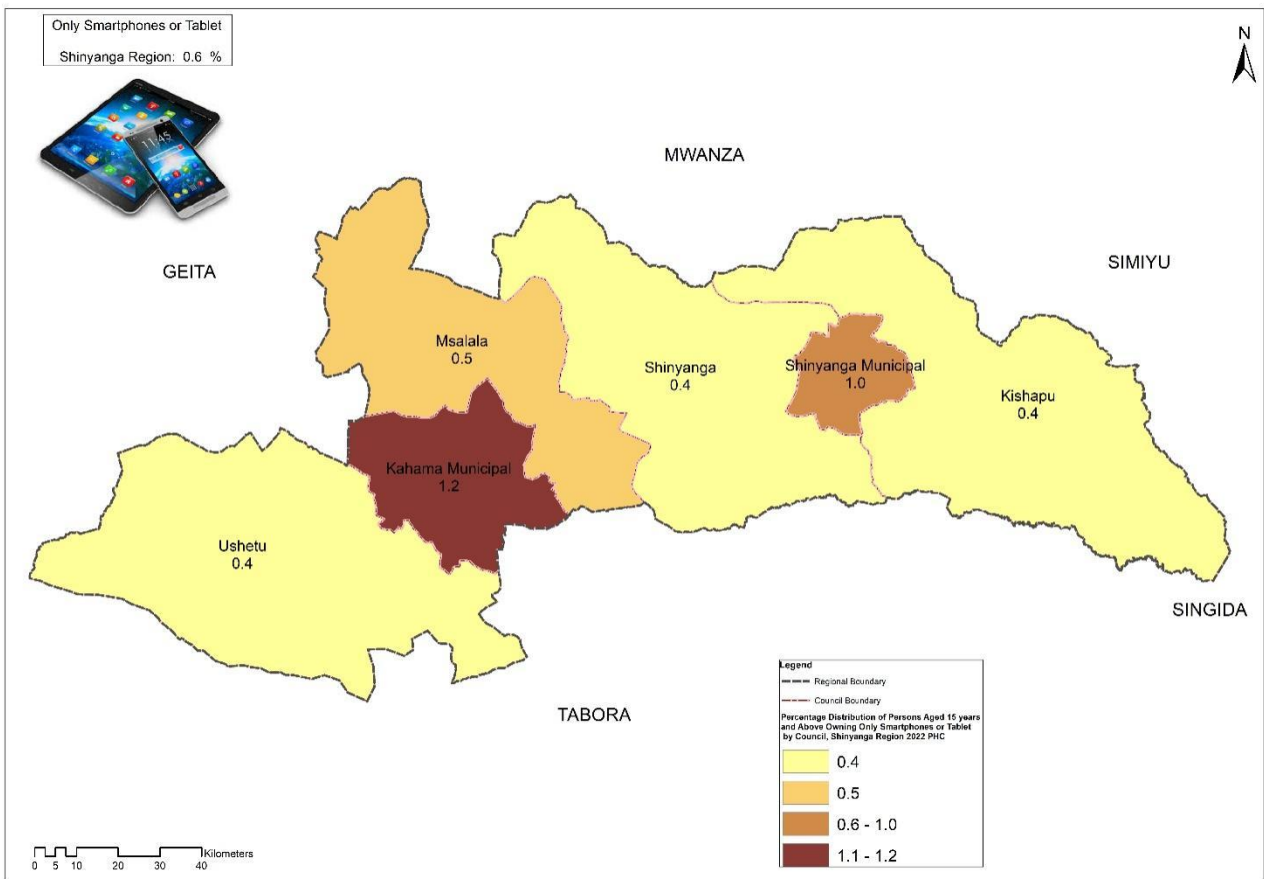 Only Smartphones or Tablet
Shinyanga Region: 0.6 %
N
11:45
MWANZA
GEITA
SIMIYU
Msalala
0.5
Shinyanga
0.4
Shinyanga Municipal
1.0
Kishapu
0.4
Kahama Municipal
1.2
Ushetu
0.4
SINGIDA
TABORA
Legend
Regional Boundary
Council Boundary
Percentage Distribution of Persons Aged 15 years
and Above Owning Only Smartphones or Tablet
by Council, Shinyanga Region 2022 PHC
0.4
0.5
0.6 - 1.0
1.1 - 1.2
Kilometers
0 5 10 20 30 40